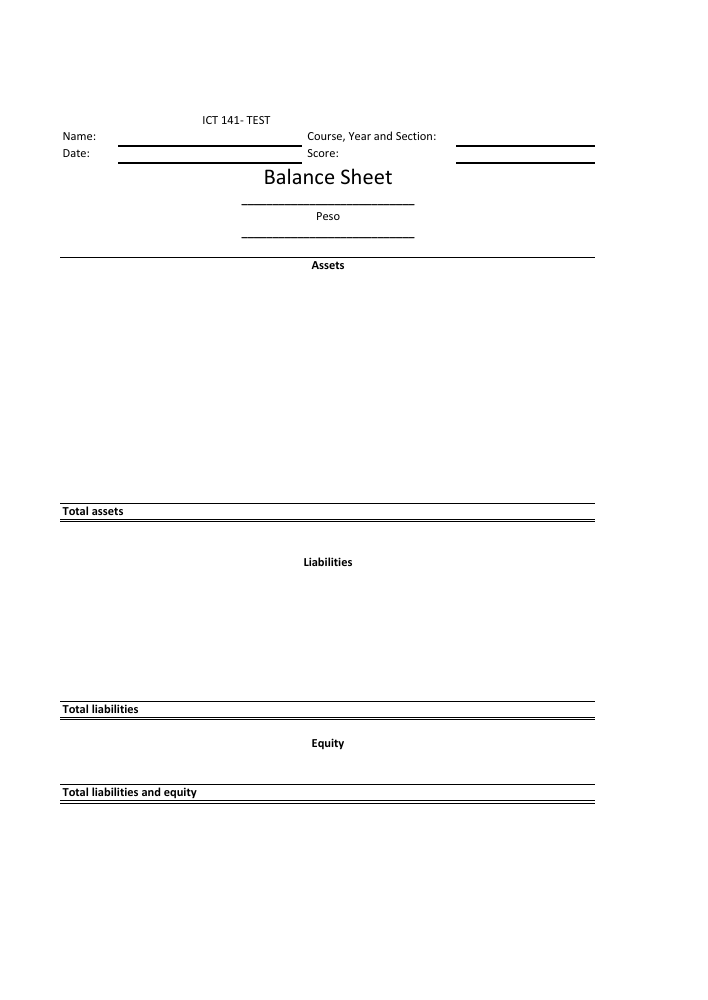 ICT 141- TEST
Name: Course, Year and Section:
Date: Score:
Balance Sheet
Peso
Assets
Total assets
Liabilities
Total liabilities
Equity
Total liabilities and equity